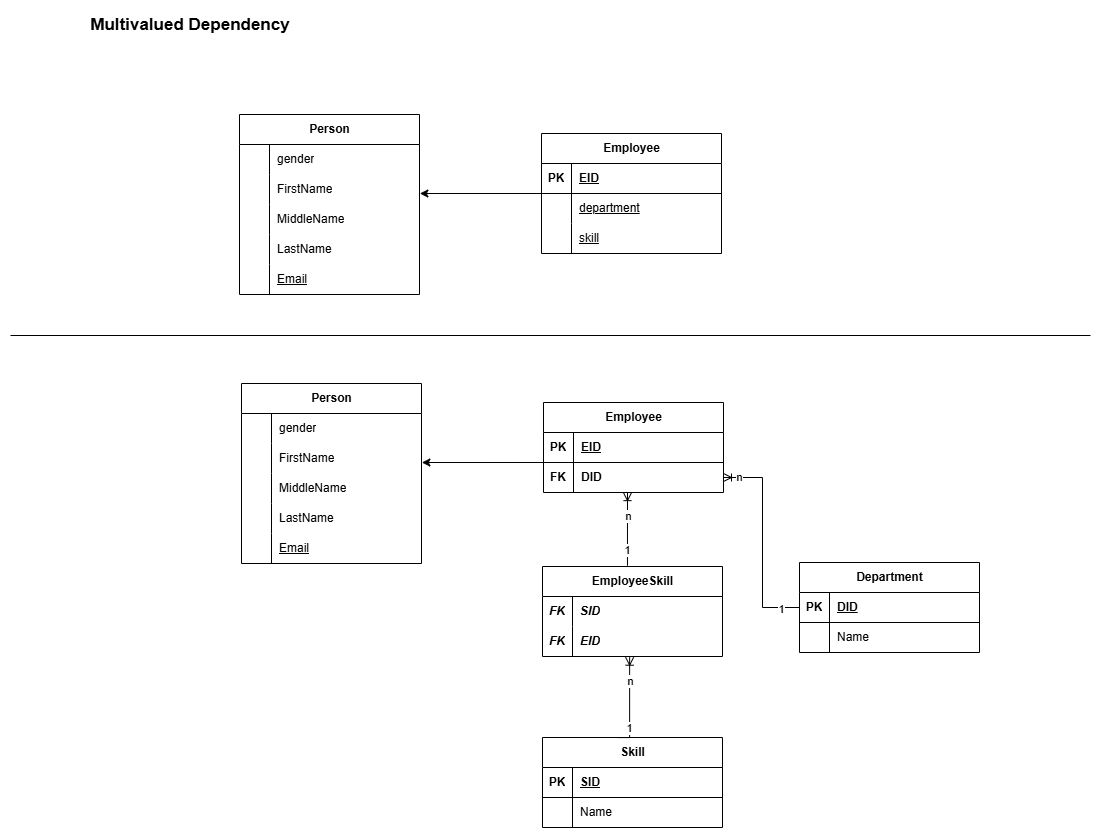 Multivalued Dependency
Person
gender
FirstName
MiddleName
LastName
Email
Employee
PK EID
department
skill
Person
gender
FirstName
MiddleName
LastName
Email
Employee
PK EID
FK DID
n
n
1
EmployeeSkill
FK SID
FK EID
Department
1 PK DID
Name
n
1
Skill
PK SID
Name